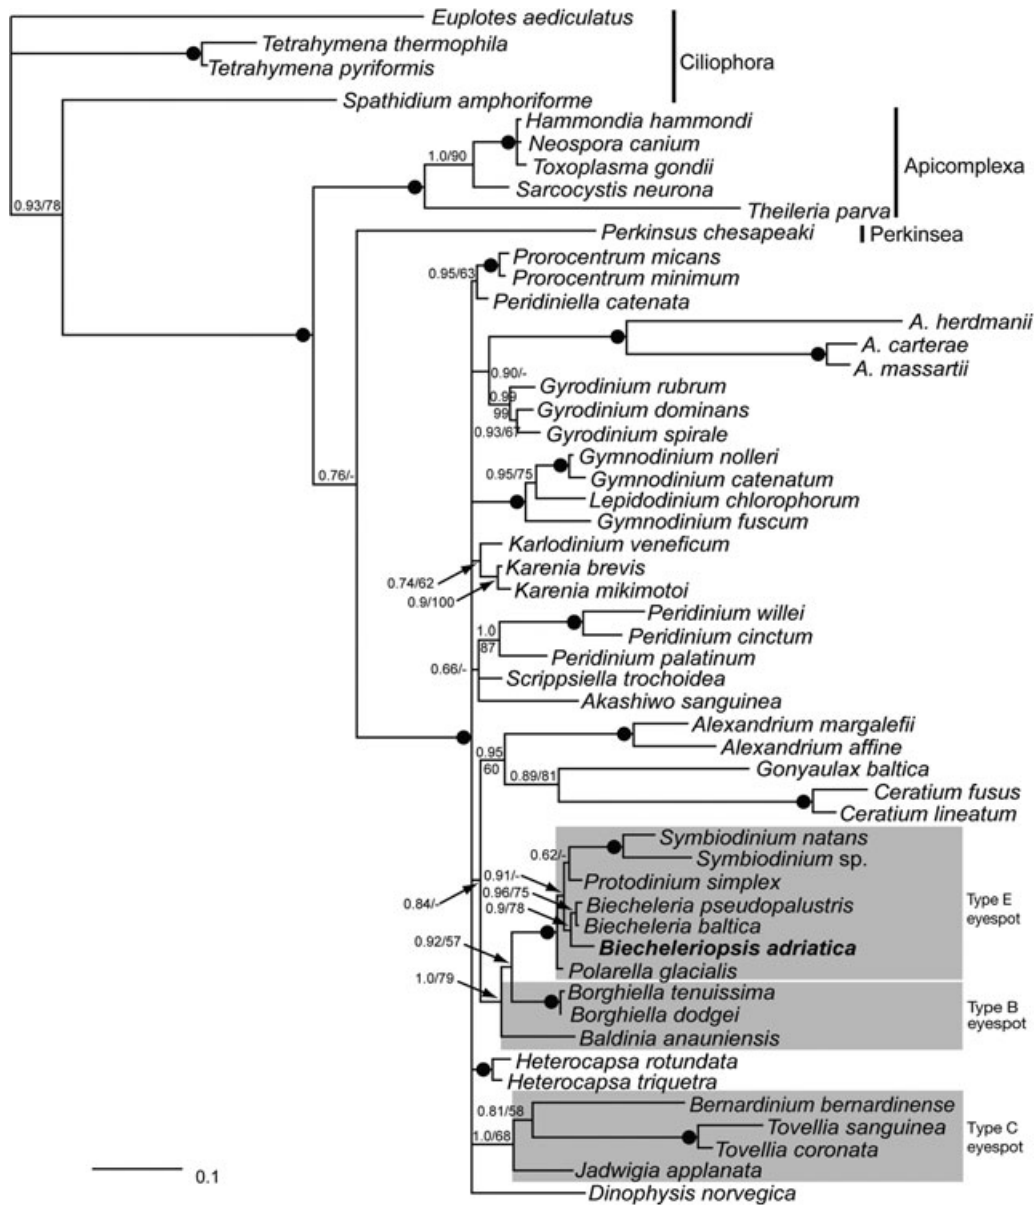 Euplotes aediculatus
Tetrahymena thermophila
Tetrahymena pyriformis
Ciliophora
Spathidium amphoriforme
Hammondia hammondi
Neospora canium
1.0/90
Toxoplasma gondii
Apicomplexa
Sarcocystis neurona
0.93/78
Theileria parva
Perkinsus chesapeaki
Perkinsea
Prorocentrum micans
0.95/63
Prorocentrum minimum
Peridiniella catenata
A. herdmanii
A. carterae
A. massartii
0.90/-
Gyrodinium rubrum
0.99
99
Gyrodinium dominans
0.93/67
Gyrodinium spirale
Gymnodinium nolleri
0.95/75
Gymnodinium catenatum
0.76/-
Lepidodinium chlorophorum
Gymnodinium fuscum
Karlodinium veneficum
Karenia brevis
0.74/62
Karenia mikimotoi
0.9/100
Peridinium willei
1.0
87
Peridinium cinctum
Peridinium palatinum
0.66/-
Scrippsiella trochoidea
Akashiwo sanguinea
Alexandrium margalefii
Alexandrium affine
0.95
60
Gonyaulax baltica
0.89/81
Ceratium fusus
Ceratium lineatum
Symbiodinium natans
0.62/-
Symbiodinium sp.
0.91/-
Protodinium simplex
0.96/75
Type E
eyespot
0.84/-
Biecheleria pseudopalustris
0.9/78
Biecheleria baltica
0.92/57
Biecheleriopsis adriatica
Polarella glacialis
1.0/79
Borghiella tenuissima
Type B
eyespot
Borghiella dodgei
Baldinia anauniensis
Heterocapsa rotundata
Heterocapsa triquetra
Bernardinium bernardinense
0.81/58
Tovellia sanguinea
Type C
eyespot
1.0/68
Tovellia coronata
Jadwigia applanata
0.1
Dinophysis norvegica